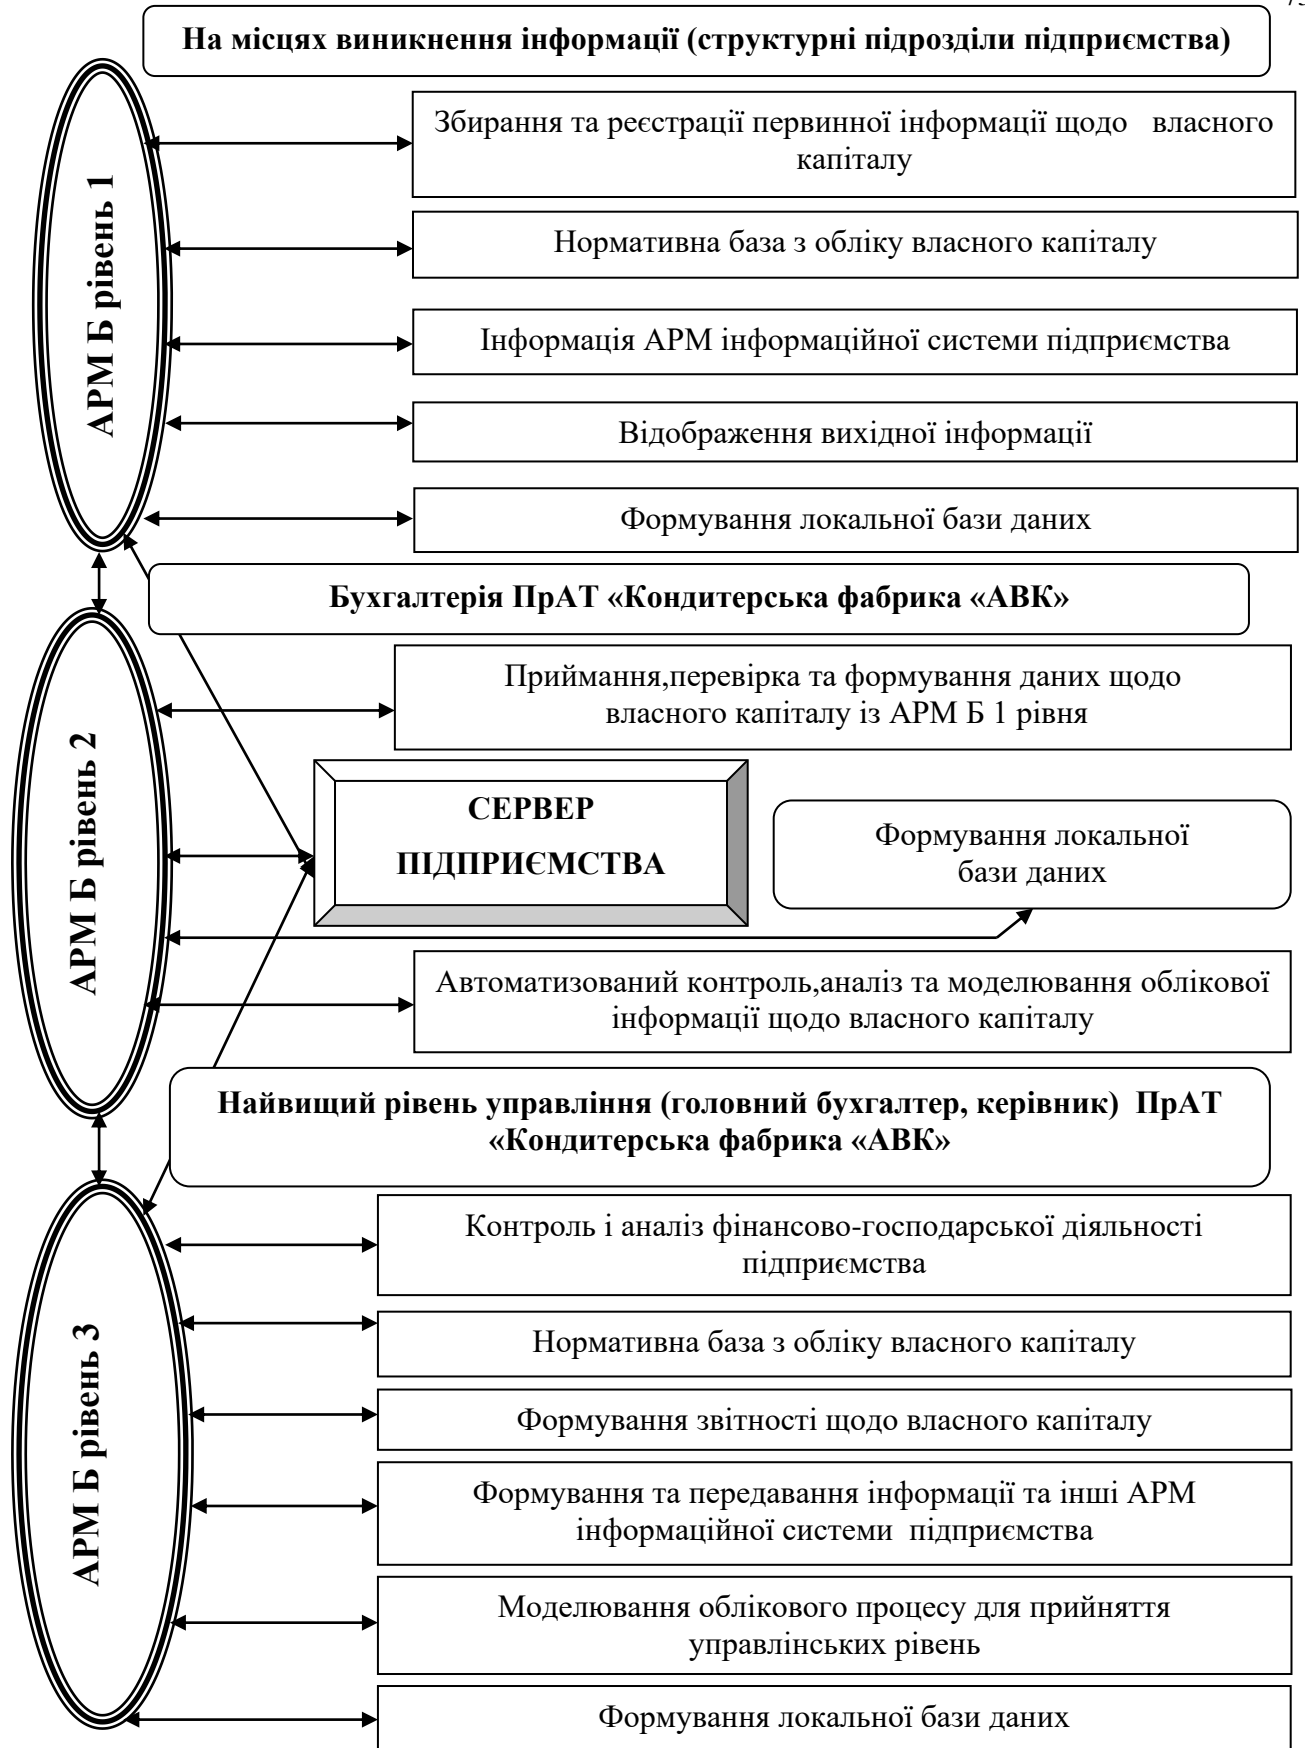 На місцях виникнення інформації (структурні підрозділи підприємства)
АРМ Б рівень 1
Збирання та реєстрації первинної інформації щодо власного
капіталу
Нормативна база з обліку власного капіталу
Інформація АРМ інформаційної системи підприємства
Відображення вихідної інформації
Формування локальної бази даних
Бухгалтерія ПрАТ «Кондитерська фабрика «АВК»
АРМ Б рівень 2
Приймання,перевірка та формування даних щодо
власного капіталу із АРМ Б 1 рівня
СЕРВЕР
ПІДПРИЄМСТВА
Формування локальної
бази даних
Автоматизований контроль,аналіз та моделювання облікової
інформації щодо власного капіталу
Найвищий рівень управління (головний бухгалтер, керівник) ПрАТ
«Кондитерська фабрика «АВК»
АРМ Б рівень 3
Контроль і аналіз фінансово-господарської діяльності
підприємства
Нормативна база з обліку власного капіталу
Формування звітності щодо власного капіталу
Формування та передавання інформації та інші АРМ
інформаційної системи підприємства
Моделювання облікового процесу для прийняття
управлінських рівень
Формування локальної бази даних